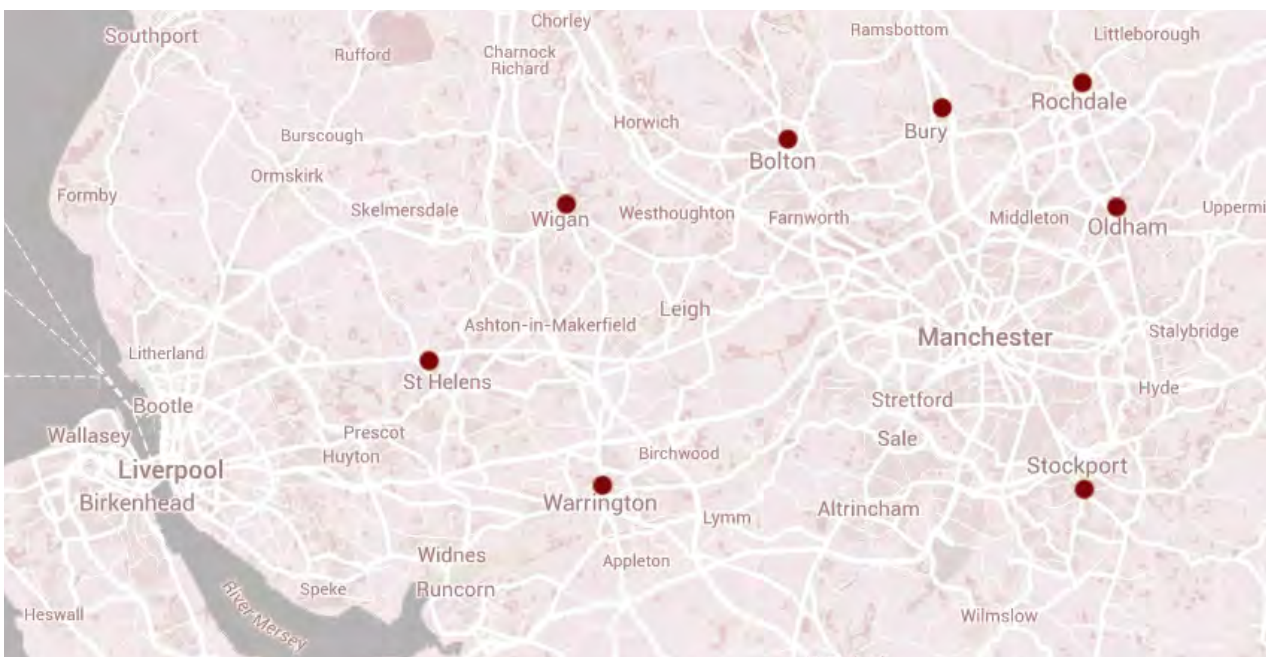 Chorley
Southport
Rufford
Charnock
Richard
Ramsbottom
Littleborough
Burscough
Horwich
Bury
Rochdale
Bolton
Ormskirk
Formby
Skelmersdale
Wigan
Westhoughton
Farnworth
Middleton
Oldham
Uppermi
Leigh
Ashton-in-Makerfield
Manchester
Stalybridge
Litherland
St Helens
Hyde
Bootle
Stretford
Wallasey
Prescot
Sale
Huyton
Birchwood
Liverpool
Stockport
Birkenhead
Warrington
Lymm
Altrincham
Widnes
Appleton
Runcorn
Speke
River Mersey
Heswall
Wilmslow